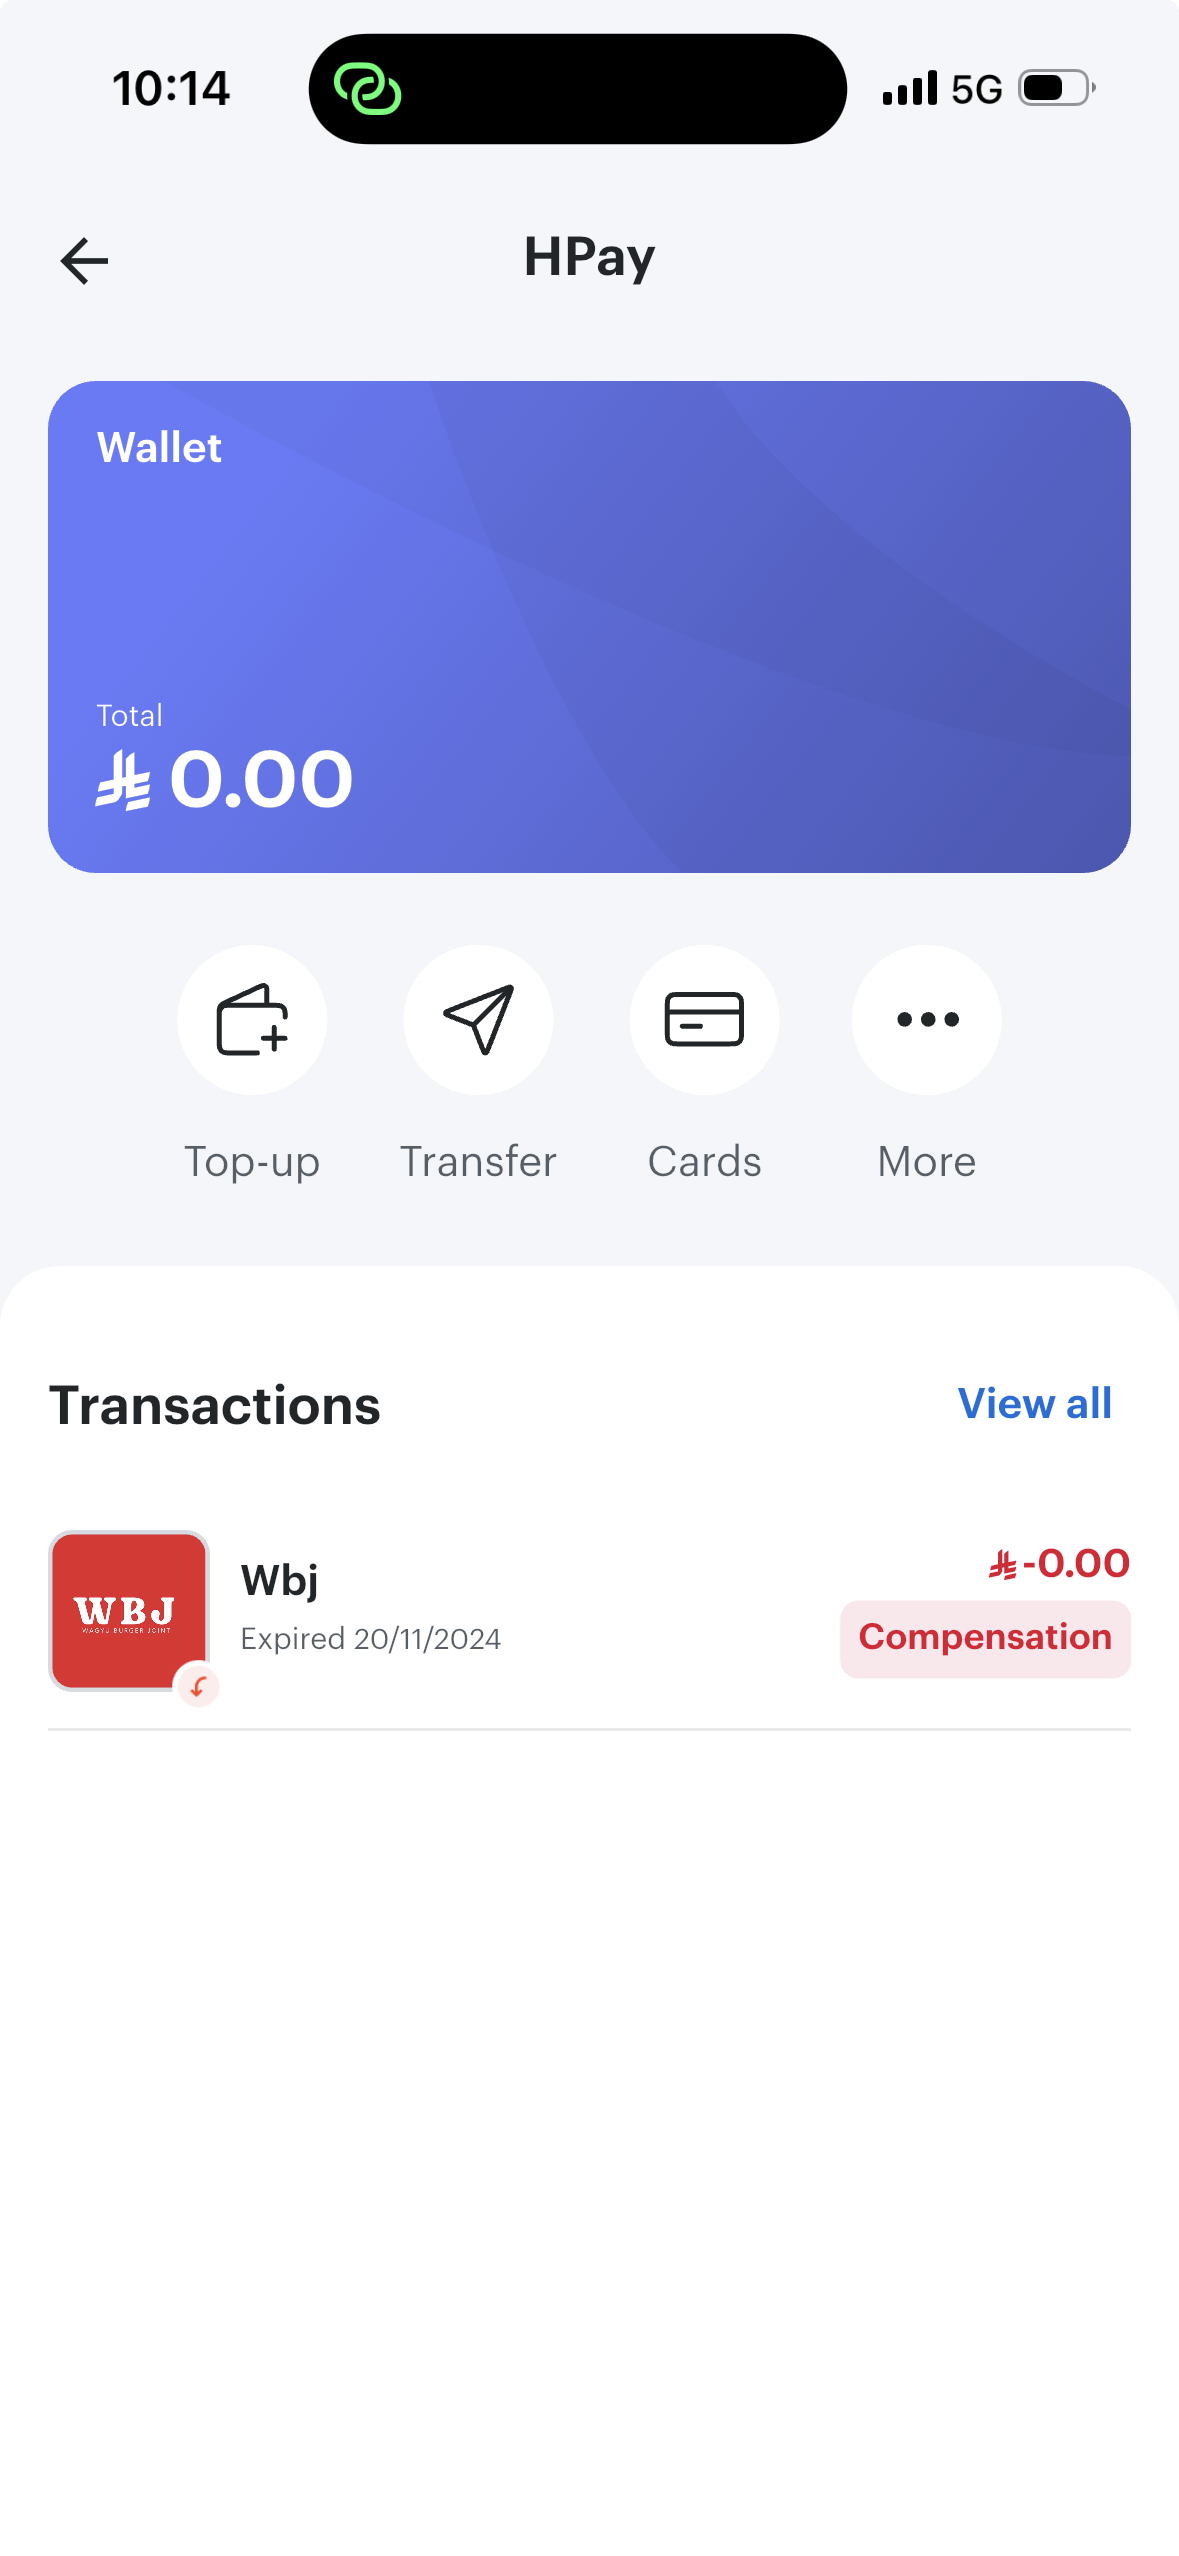 10:14
5G
HPay
Wallet
Total
⃁ 0.00
Top-up
Transfer
Cards
More
Transactions
View all
WBJ
WAGYU BURGER JOINT
Wbj
Expired 20/11/2024
⃁ -0.00
Compensation